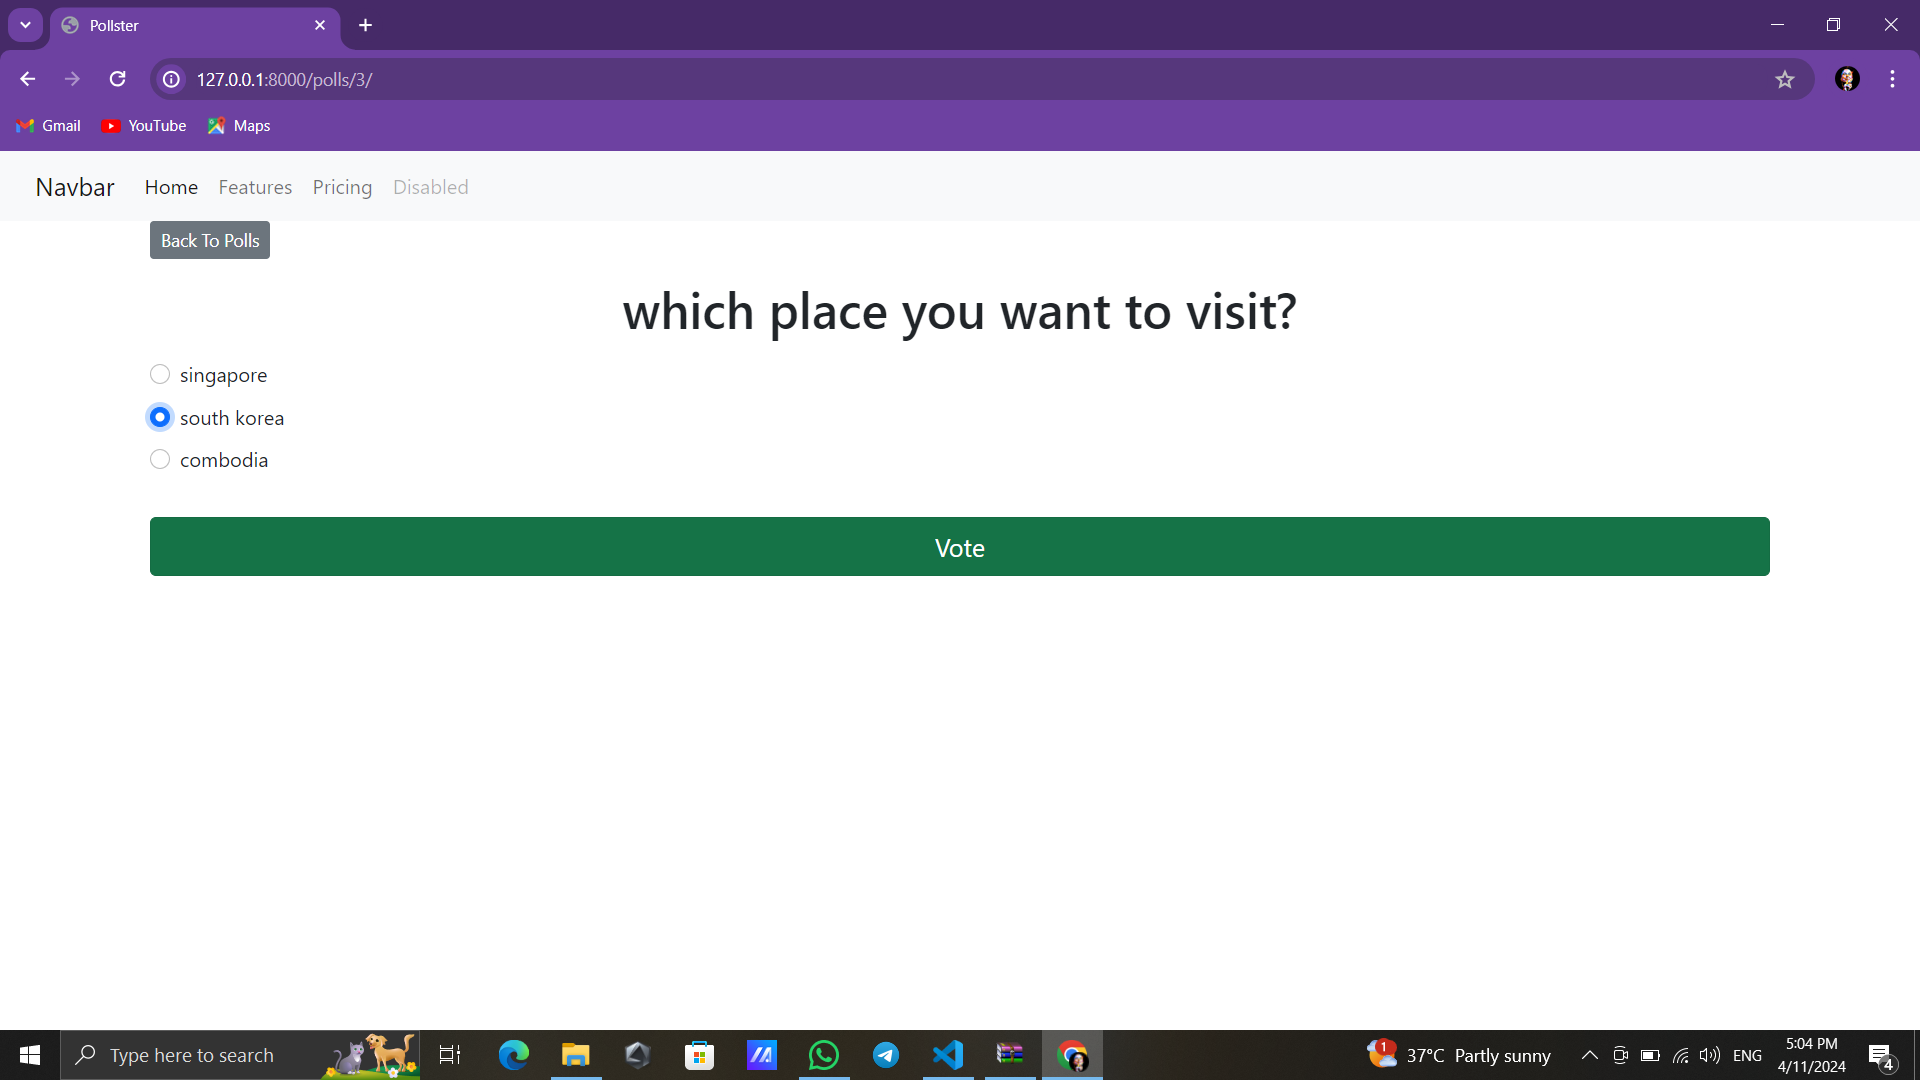 Pollster
127.0.0.1:8000/polls/3/
Gmail YouTube Maps
Navbar Home Features Pricing Disabled
Back To Polls
which place you want to visit?
singapore
south korea
combodia
Vote
Type here to search
1
37°C Partly sunny
ENG
5:04 PM
4/11/2024
4